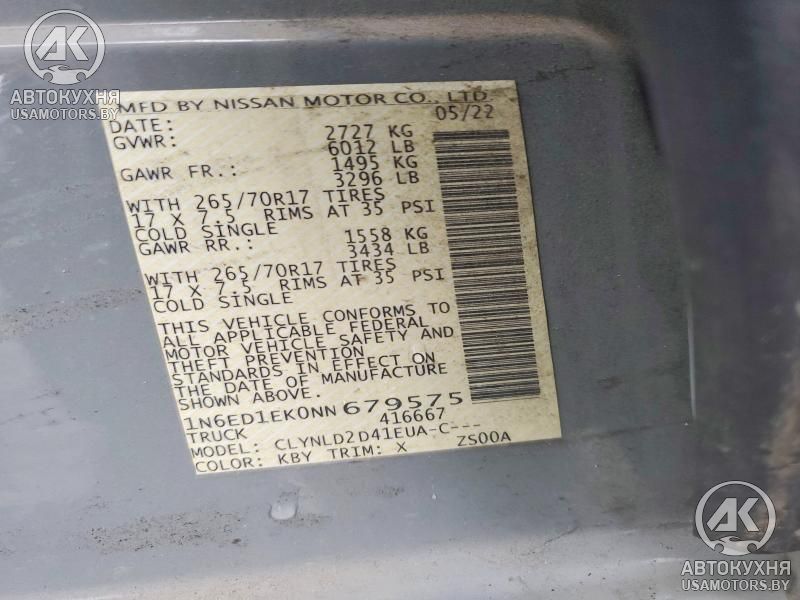 АК
АВТОКУХНЯ
USAMOTORS.BY
MFD BY NISSAN MOTOR CO., LTD.
DATE: 05/22
GVWR: 2727 KG
6012 LB
GAWR FR.: 1495 KG
3296 LB
WITH 265/70R17 TIRES
17 X 7.5 RIMS AT 35 PSI
COLD SINGLE
GAWR RR.: 1558 KG
3434 LB
WITH 265/70R17 TIRES
17 X 7.5 RIMS AT 35 PSI
COLD SINGLE
THIS VEHICLE CONFORMS TO
ALL APPLICABLE FEDERAL
MOTOR VEHICLE SAFETY AND
THEFT PREVENTION
STANDARDS IN EFFECT ON
THE DATE OF MANUFACTURE
SHOWN ABOVE.
1N6ED1EK0NN679575
TRUCK 416667
MODEL: CLYNLD2D41EUA-C---
COLOR: KBY TRIM: X ZS00A
АК
АВТОКУХНЯ
USAMOTORS.BY